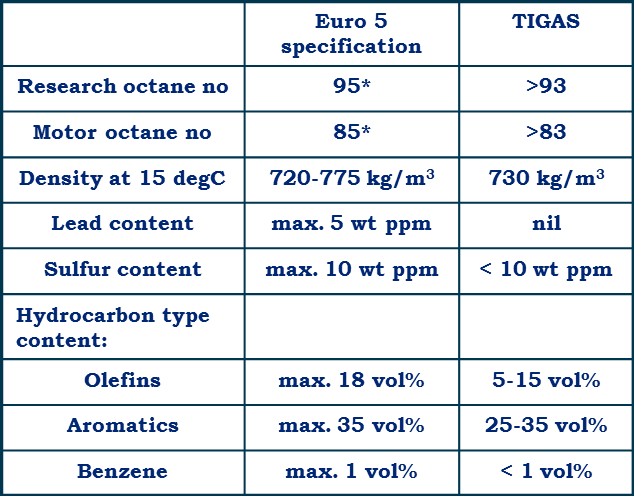 Euro 5 specification TIGAS
Research octane no 95* >93
Motor octane no 85* >83
Density at 15 degC 720-775 kg/m³ 730 kg/m³
Lead content max. 5 wt ppm nil
Sulfur content max. 10 wt ppm < 10 wt ppm
Hydrocarbon type content:
Olefins max. 18 vol% 5-15 vol%
Aromatics max. 35 vol% 25-35 vol%
Benzene max. 1 vol% < 1 vol%